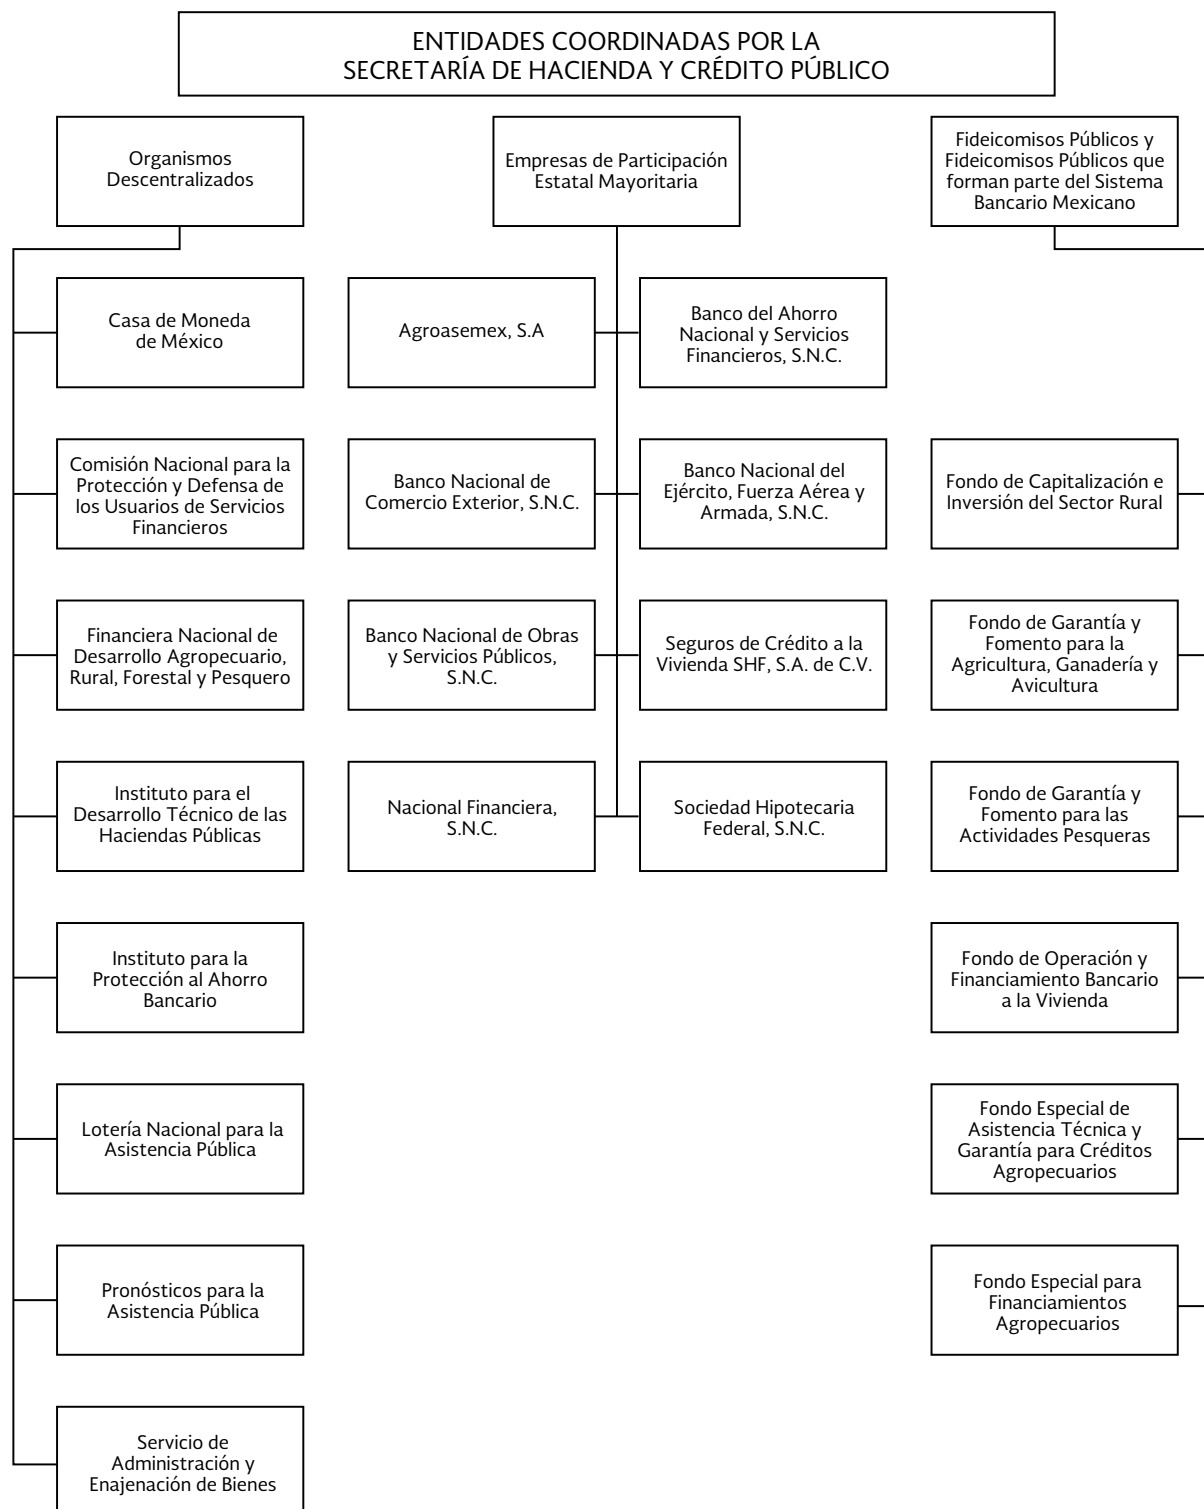 ENTIDADES COORDINADAS POR LA
SECRETARÍA DE HACIENDA Y CRÉDITO PÚBLICO
Organismos
Descentralizados
Empresas de Participación
Estatal Mayoritaria
Fideicomisos Públicos y
Fideicomisos Públicos que
forman parte del Sistema
Bancario Mexicano
Casa de Moneda
de México
Agroasemex, S.A
Banco del Ahorro
Nacional y Servicios
Financieros, S.N.C.
Comisión Nacional para la
Protección y Defensa de
los Usuarios de Servicios
Financieros
Banco Nacional de
Comercio Exterior, S.N.C.
Banco Nacional del
Ejército, Fuerza Aérea y
Armada, S.N.C.
Fondo de Capitalización e
Inversión del Sector Rural
Financiera Nacional de
Desarrollo Agropecuario,
Rural, Forestal y Pesquero
Banco Nacional de Obras
y Servicios Públicos,
S.N.C.
Seguros de Crédito a la
Vivienda SHF, S.A. de C.V.
Fondo de Garantía y
Fomento para la
Agricultura, Ganadería y
Avicultura
Instituto para el
Desarrollo Técnico de las
Haciendas Públicas
Nacional Financiera,
S.N.C.
Sociedad Hipotecaria
Federal, S.N.C.
Fondo de Garantía y
Fomento para las
Actividades Pesqueras
Instituto para la
Protección al Ahorro
Bancario
Fondo de Operación y
Financiamiento Bancario
a la Vivienda
Lotería Nacional para la
Asistencia Pública
Fondo Especial de
Asistencia Técnica y
Garantía para Créditos
Agropecuarios
Pronósticos para la
Asistencia Pública
Fondo Especial para
Financiamientos
Agropecuarios
Servicio de
Administración y
Enajenación de Bienes